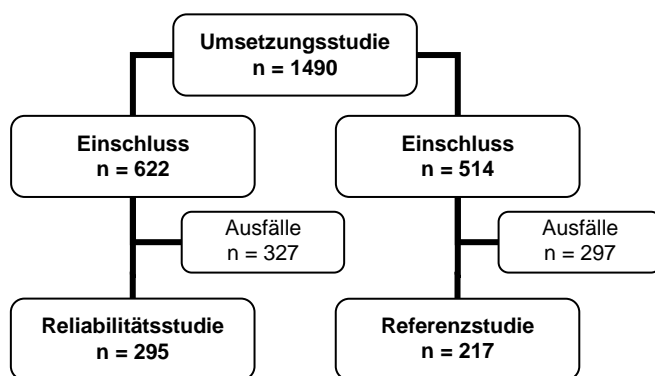 Umsetzungsstudie
n = 1490
Einschluss
n = 622
Einschluss
n = 514
Ausfälle
n = 327
Ausfälle
n = 297
Reliabilitätsstudie
n = 295
Referenzstudie
n = 217